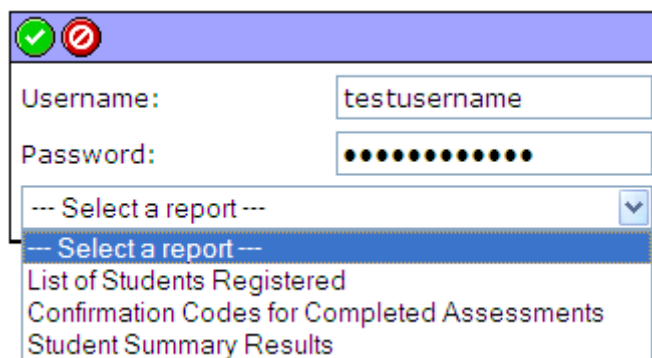 Username: testusername
Password: ●●●●●●●●●●●●
--- Select a report ---
--- Select a report ---
List of Students Registered
Confirmation Codes for Completed Assessments
Student Summary Results